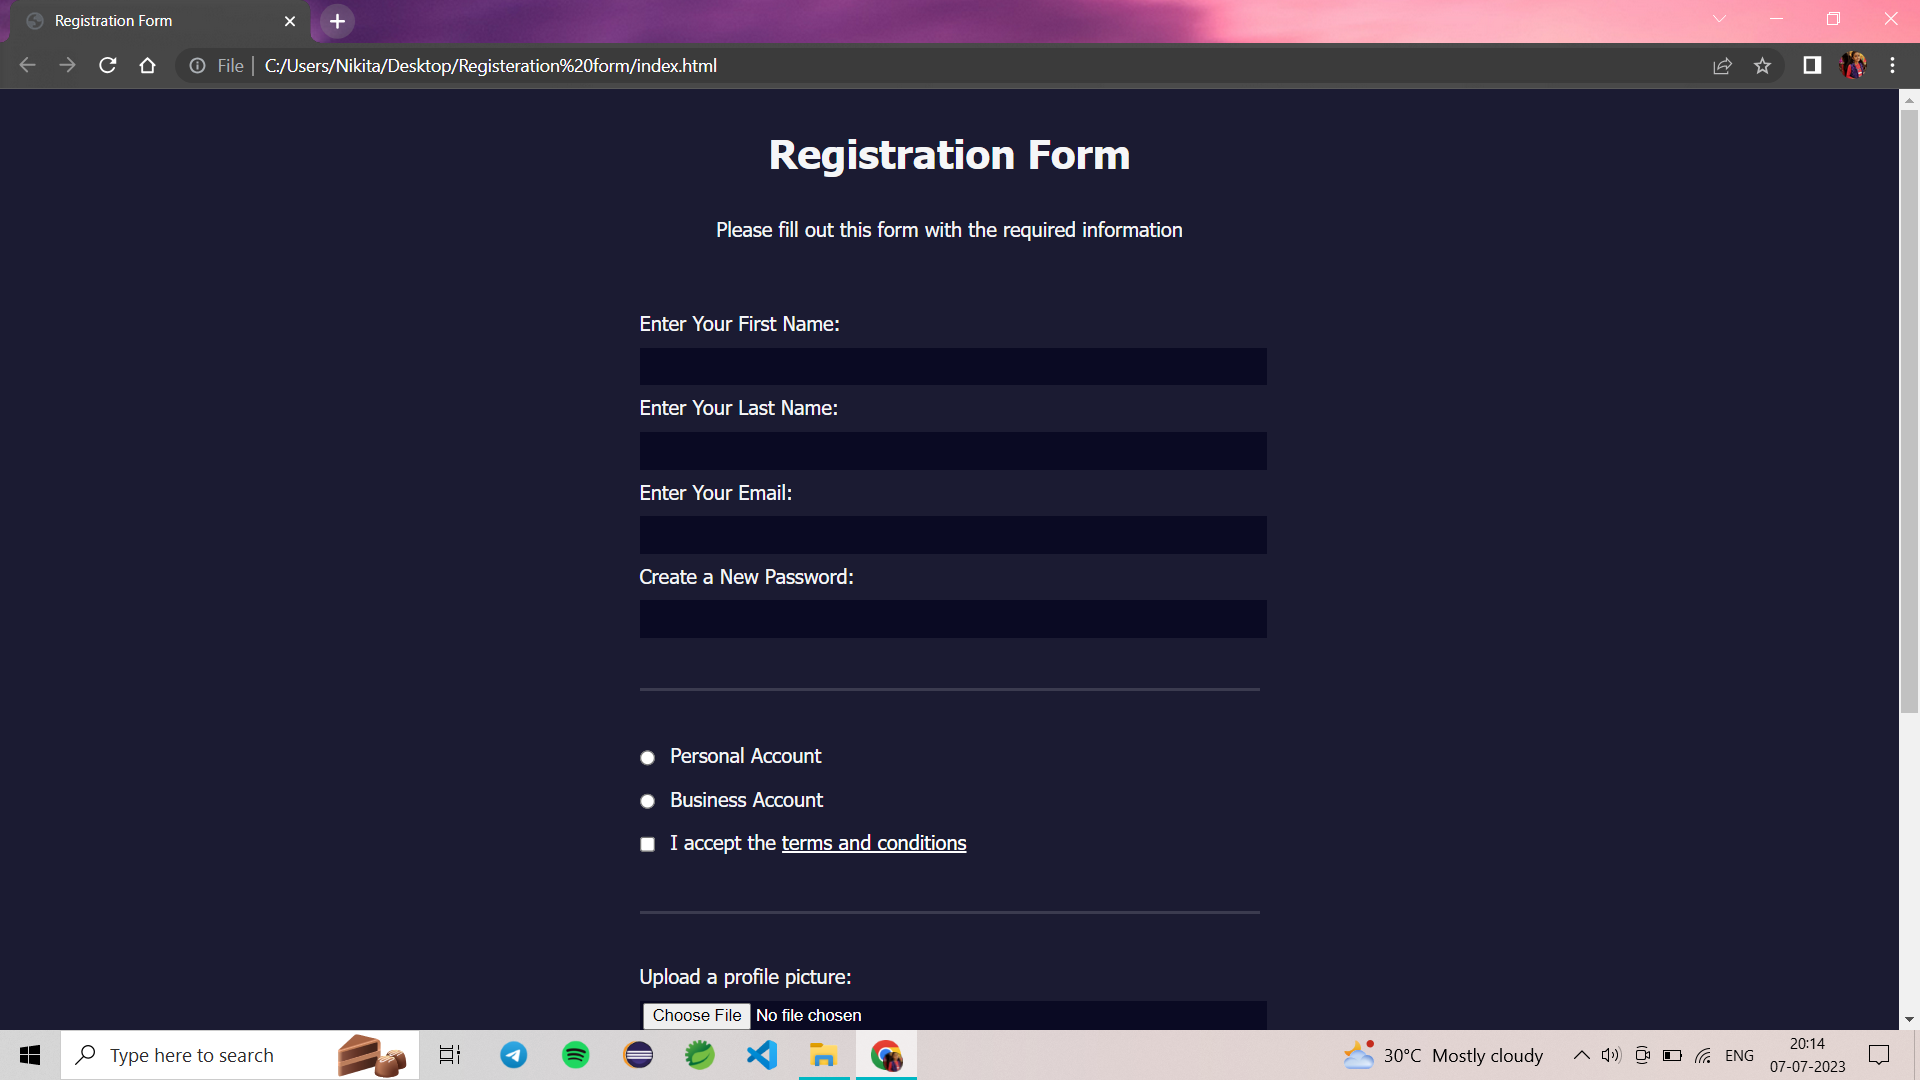 Registration Form
File | C:/Users/Nikita/Desktop/Registeration%20form/index.html
Registration Form
Please fill out this form with the required information
Enter Your First Name:
Enter Your Last Name:
Enter Your Email:
Create a New Password:
Personal Account
Business Account
I accept the terms and conditions
Upload a profile picture:
Choose File No file chosen
Type here to search
30°C Mostly cloudy
ENG
20:14
07-07-2023